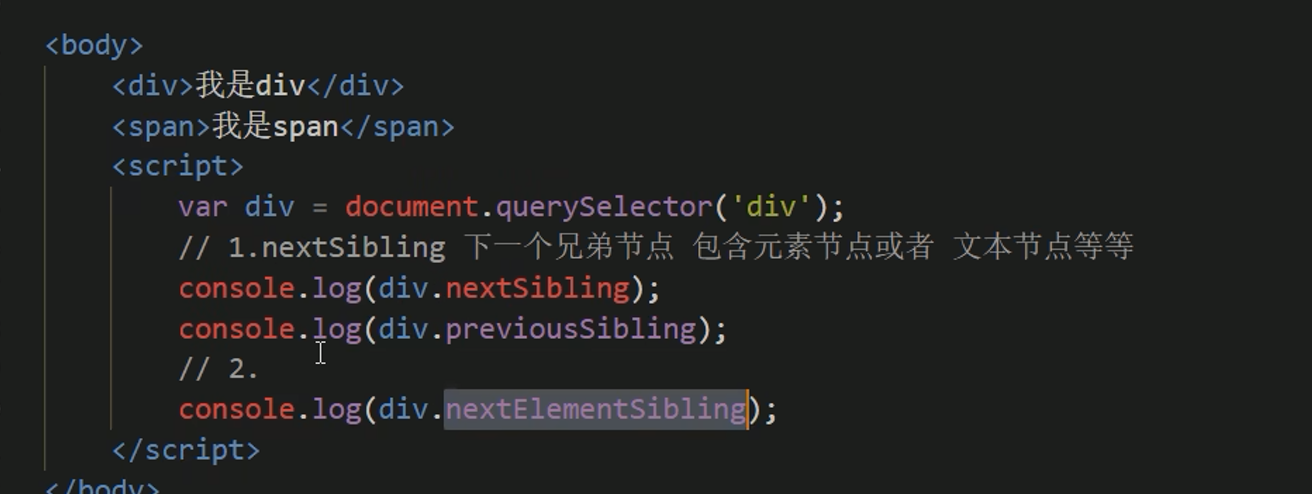 <body>
<div>我是div</div>
<span>我是span</span>
<script>
var div = document.querySelector('div');
// 1.nextSibling 下一个兄弟节点 包含元素节点或者 文本节点等等
console.log(div.nextSibling);
console.log(div.previousSibling);
// 2.
console.log(div.nextElementSibling);
</script>
</body>